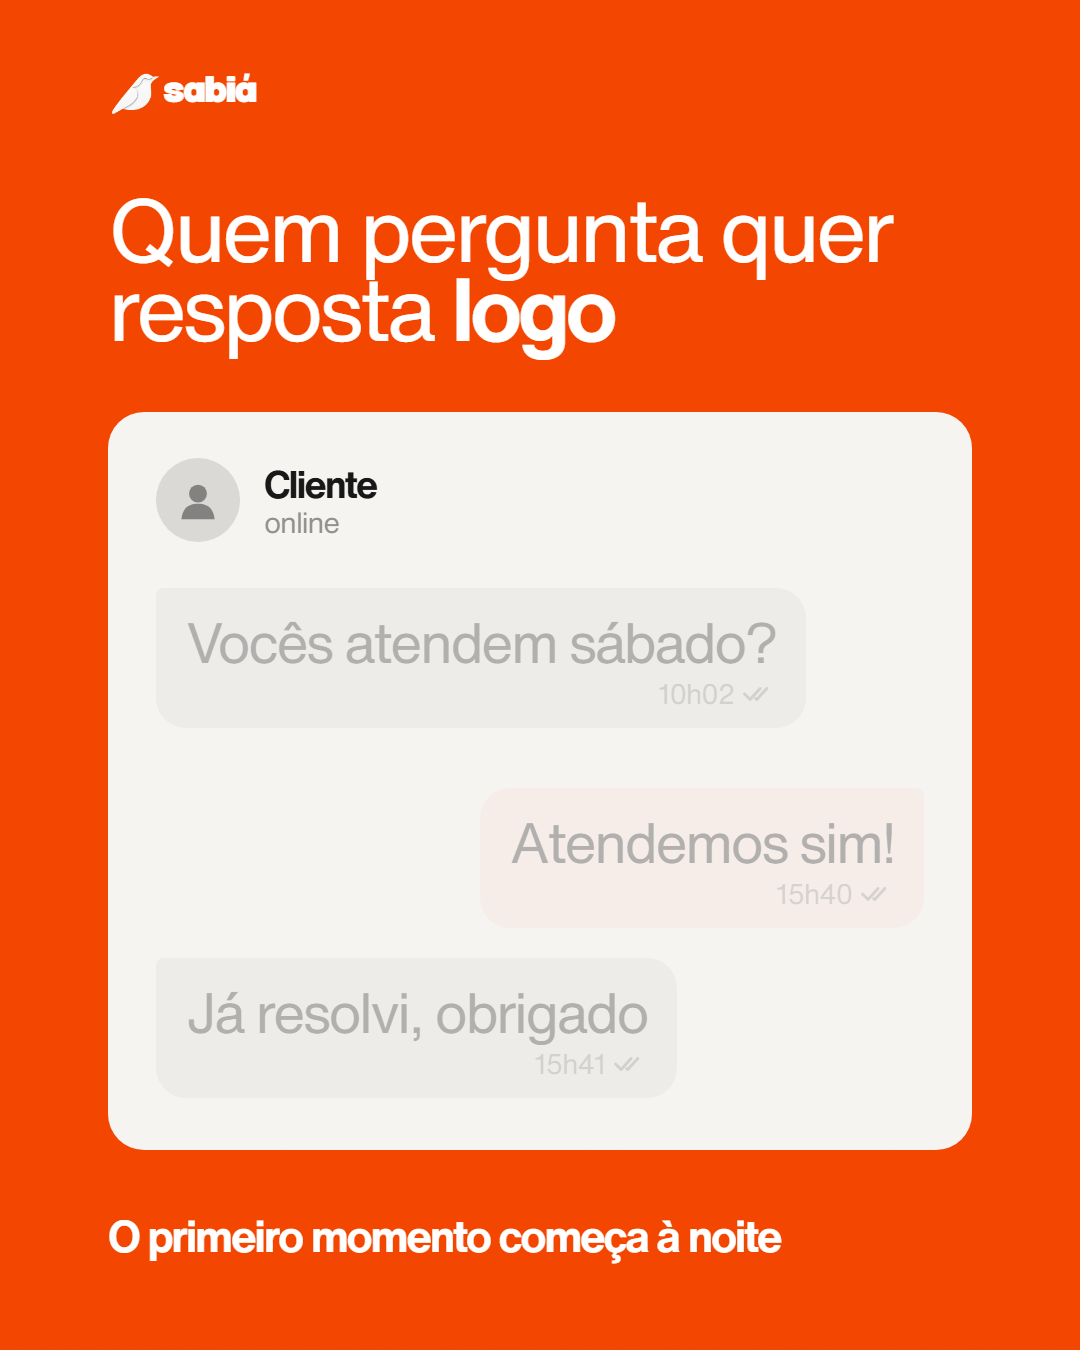 sabiá
Quem pergunta quer
resposta logo
Cliente
online
Vocês atendem sábado?
10h02
Atendemos sim!
15h40
Já resolvi, obrigado
15h41
O primeiro momento começa à noite